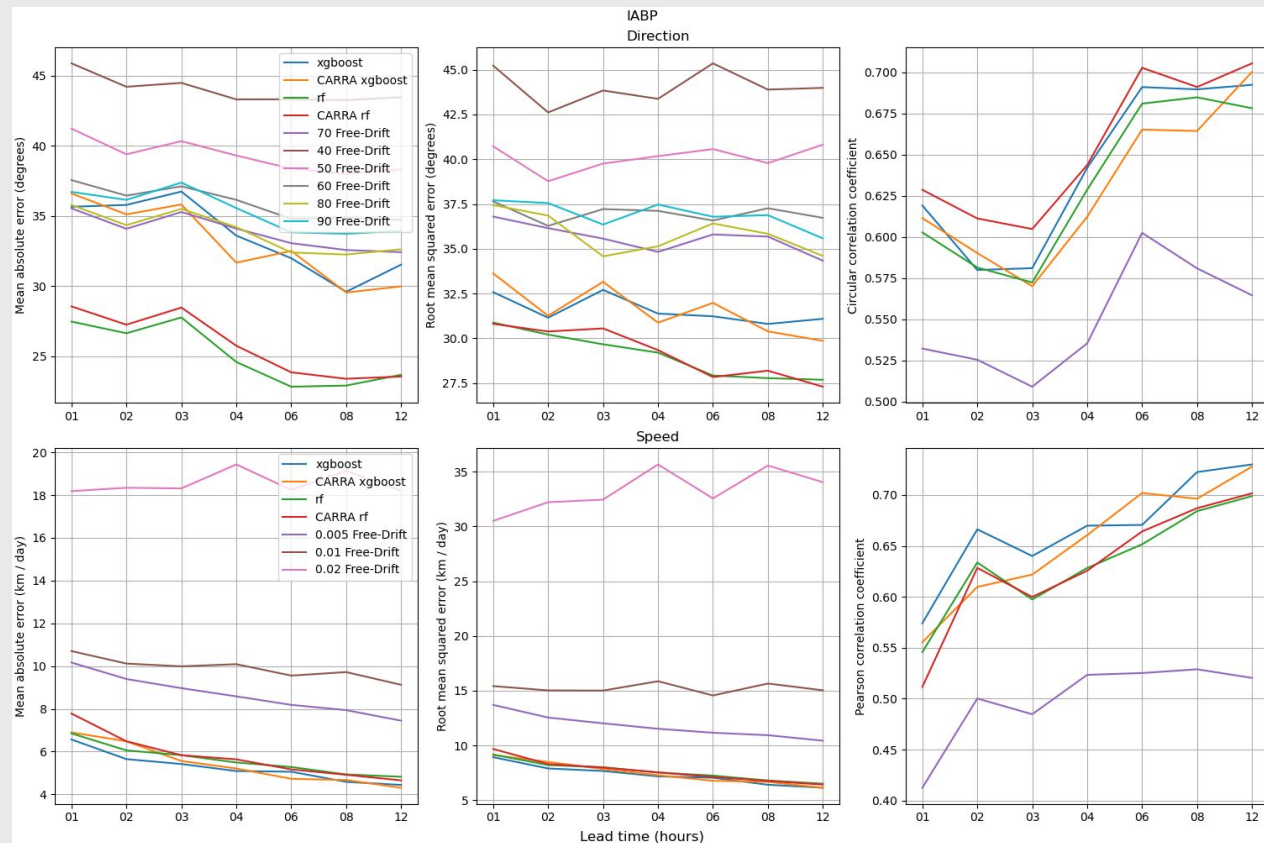 IABP
Direction
Mean absolute error (degrees)
45
40
35
30
25
xgboost
CARRA xgboost
rf
CARRA rf
70 Free-Drift
40 Free-Drift
50 Free-Drift
60 Free-Drift
80 Free-Drift
90 Free-Drift
01 02 03 04 06 08 12
Root mean squared error (degrees)
45.0
42.5
40.0
37.5
35.0
32.5
30.0
27.5
01 02 03 04 06 08 12
Circular correlation coefficient
0.700
0.675
0.650
0.625
0.600
0.575
0.550
0.525
0.500
01 02 03 04 06 08 12
Speed
Mean absolute error (km / day)
20
18
16
14
12
10
8
6
4
xgboost
CARRA xgboost
rf
CARRA rf
0.005 Free-Drift
0.01 Free-Drift
0.02 Free-Drift
01 02 03 04 06 08 12
Root mean squared error (km / day)
35
30
25
20
15
10
5
01 02 03 04 06 08 12
Pearson correlation coefficient
0.70
0.65
0.60
0.55
0.50
0.45
0.40
01 02 03 04 06 08 12
Lead time (hours)